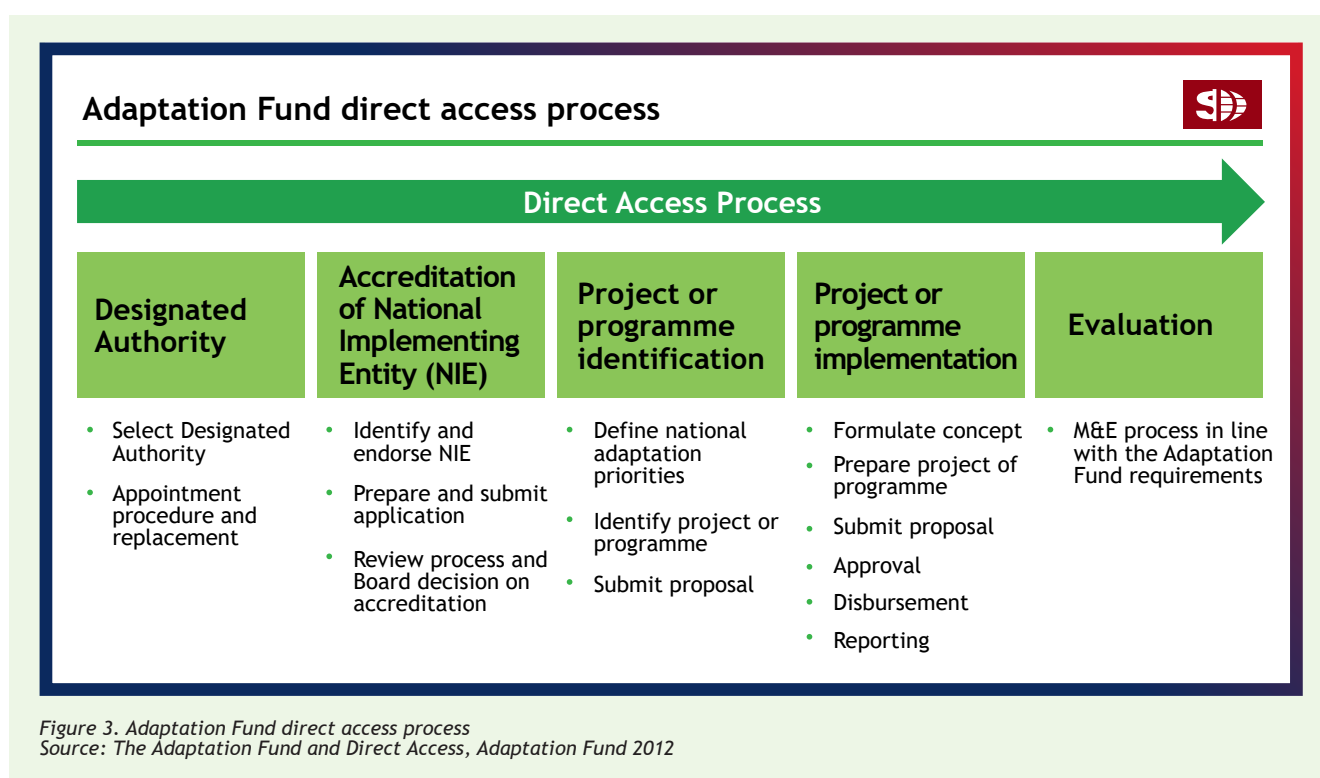 Adaptation Fund direct access process
Direct Access Process
Designated
Authority
Accreditation
of National
Implementing
Entity (NIE)
Project or
programme
identification
Project or
programme
implementation
Evaluation
• Select Designated
Authority
• Appointment
procedure and
replacement
• Identify and
endorse NIE
• Prepare and submit
application
• Review process and
Board decision on
accreditation
• Define national
adaptation
priorities
• Identify project or
programme
• Submit proposal
• Formulate concept
• Prepare project of
programme
• Submit proposal
• Approval
• Disbursement
• Reporting
• M&E process in line
with the Adaptation
Fund requirements
Figure 3. Adaptation Fund direct access process
Source: The Adaptation Fund and Direct Access, Adaptation Fund 2012